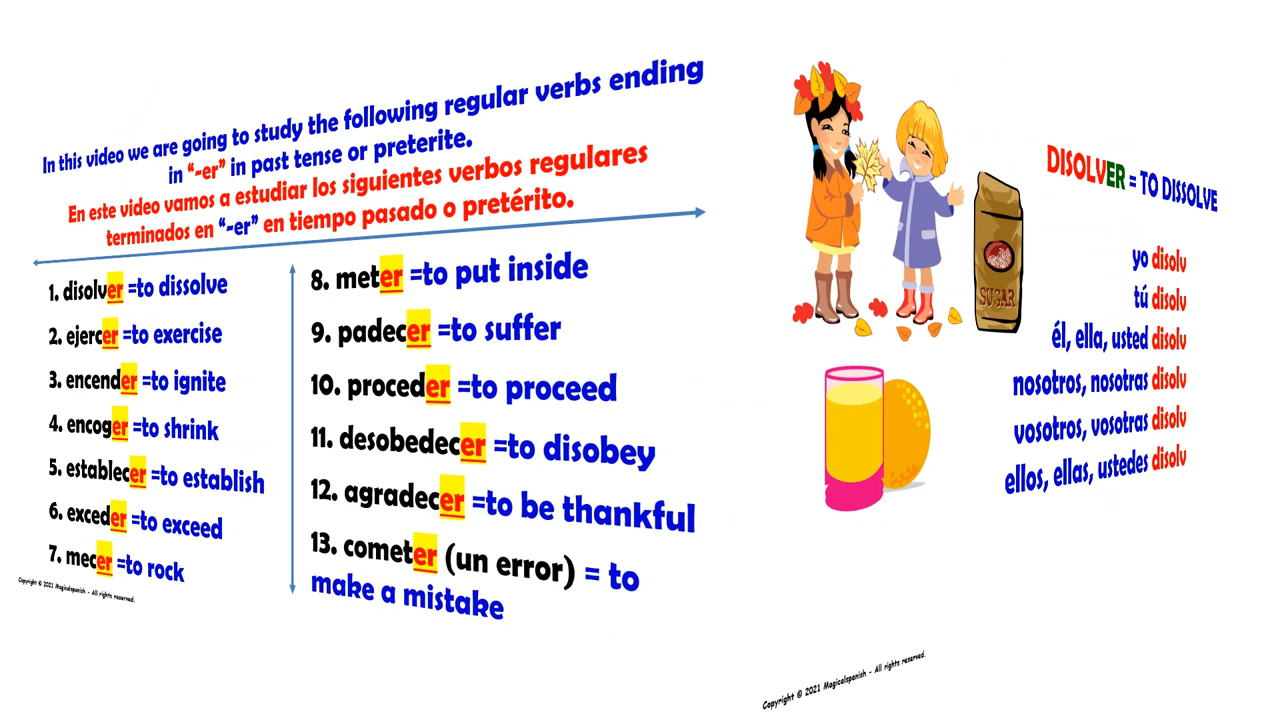 In this video we are going to study the following regular verbs ending
in “-er” in past tense or preterite.
En este video vamos a estudiar los siguientes verbos regulares
terminados en “-er” en tiempo pasado o pretérito.
1. disolver =to dissolve
2. ejercer =to exercise
3. encender =to ignite
4. encoger =to shrink
5. establecer =to establish
6. exceder =to exceed
7. mecer =to rock
Copyright © 2021 Magicalspanish - All rights reserved.
8. meter =to put inside
9. padecer =to suffer
10. proceder =to proceed
11. desobedecer =to disobey
12. agradecer =to be thankful
13. cometer (un error) = to
make a mistake
SUGAR
DISOLVER = TO DISSOLVE
yo disolv
tú disolv
él, ella, usted disolv
nosotros, nosotras disolv
vosotros, vosotras disolv
ellos, ellas, ustedes disolv
Copyright © 2021 Magicalspanish - All rights reserved.